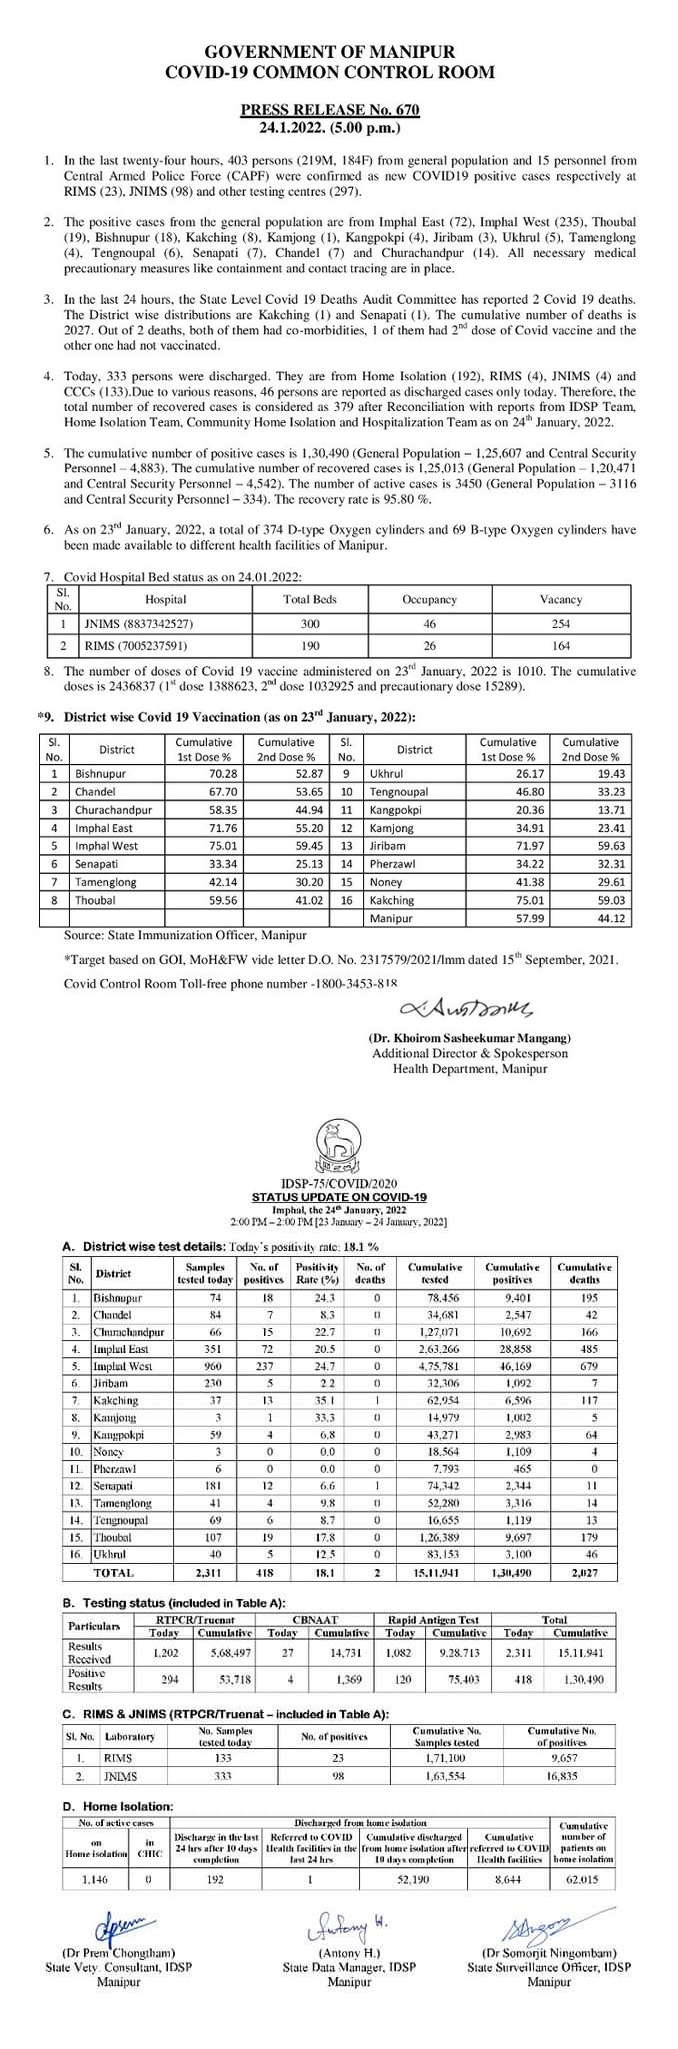 GOVERNMENT OF MANIPUR
COVID-19 COMMON CONTROL ROOM
PRESS RELEASE No. 670
24.1.2022. (5.00 p.m.)
1. In the last twenty-four hours, 403 persons (219M, 184F) from general population and 15 personnel from
Central Armed Police Force (CAPF) were confirmed as new COVID19 positive cases respectively at
RIMS (23), JNIMS (98) and other testing centres (297).
2. The positive cases from the general population are from Imphal East (72), Imphal West (235), Thoubal
(19), Bishnupur (18), Kakching (8), Kamjong (1), Kangpokpi (4), Jiribam (3), Ukhrul (5), Tamenglong
(4), Tengnoupal (6), Senapati (7), Chandel (7) and Churachandpur (14). All necessary medical
precautionary measures like containment and contact tracing are in place.
3. In the last 24 hours, the State Level Covid 19 Deaths Audit Committee has reported 2 Covid 19 deaths.
The District wise distributions are Kakching (1) and Senapati (1). The cumulative number of deaths is
2027. Out of 2 deaths, both of them had co-morbidities, 1 of them had 2nd dose of Covid vaccine and the
other one had not vaccinated.
4. Today, 333 persons were discharged. They are from Home Isolation (192), RIMS (4), JNIMS (4) and
CCCs (133).Due to various reasons, 46 persons are reported as discharged cases only today. Therefore, the
total number of recovered cases is considered as 379 after Reconciliation with reports from IDSP Team,
Home Isolation Team, Community Home Isolation and Hospitalization Team as on 24th January, 2022.
5. The cumulative number of positive cases is 1,30,490 (General Population – 1,25,607 and Central Security
Personnel – 4,883). The cumulative number of recovered cases is 1,25,013 (General Population – 1,20,471
and Central Security Personnel – 4,542). The number of active cases is 3450 (General Population – 3116
and Central Security Personnel – 334). The recovery rate is 95.80 %.
6. As on 23rd January, 2022, a total of 374 D-type Oxygen cylinders and 69 B-type Oxygen cylinders have
been made available to different health facilities of Manipur.
7. Covid Hospital Bed status as on 24.01.2022:
Sl. No. Hospital Total Beds Occupancy Vacancy
1 JNIMS (8837342527) 300 46 254
2 RIMS (7005237591) 190 26 164
8. The number of doses of Covid 19 vaccine administered on 23rd January, 2022 is 1010. The cumulative
doses is 2436837 (1st dose 1388623, 2nd dose 1032925 and precautionary dose 15289).
*9. District wise Covid 19 Vaccination (as on 23rd January, 2022):
Sl. No. District Cumulative 1st Dose % Cumulative 2nd Dose % Sl. No. District Cumulative 1st Dose % Cumulative 2nd Dose %
1 Bishnupur 70.28 52.87 9 Ukhrul 26.17 19.43
2 Chandel 67.70 53.65 10 Tengnoupal 46.80 33.23
3 Churachandpur 58.35 44.94 11 Kangpokpi 20.36 13.71
4 Imphal East 71.76 55.20 12 Kamjong 34.91 23.41
5 Imphal West 75.01 59.45 13 Jiribam 71.97 59.63
6 Senapati 33.34 25.13 14 Pherzawl 34.22 32.31
7 Tamenglong 42.14 30.20 15 Noney 41.38 29.61
8 Thoubal 59.56 41.02 16 Kakching 75.01 59.03
Manipur 57.99 44.12
Source: State Immunization Officer, Manipur
*Target based on GOI, MoH&FW vide letter D.O. No. 2317579/2021/Imm dated 15th September, 2021.
Covid Control Room Toll-free phone number -1800-3453-818
(Dr. Khoirom Sasheekumar Mangang)
Additional Director & Spokesperson
Health Department, Manipur
IDSP-75/COVID/2020
STATUS UPDATE ON COVID-19
Imphal, the 24th January, 2022
2:00 PM – 2:00 PM [23 January – 24 January, 2022]
A. District wise test details: Today's positivity rate: 18.1 %
Sl. No. District Samples tested today No. of positives Positivity Rate (%) No. of deaths Cumulative tested Cumulative positives Cumulative deaths
1. Bishnupur 74 18 24.3 0 78,456 9,401 195
2. Chandel 84 7 8.3 0 34,681 2,547 42
3. Churachandpur 66 15 22.7 0 1,27,071 10,692 166
4. Imphal East 351 72 20.5 0 2,63,266 28,858 485
5. Imphal West 960 237 24.7 0 4,75,781 46,169 679
6. Jiribam 230 5 2.2 0 32,306 1,092 7
7. Kakching 37 13 35.1 1 62,954 6,596 117
8. Kamjong 3 1 33.3 0 14,979 1,002 5
9. Kangpokpi 59 4 6.8 0 43,271 2,983 64
10. Noney 3 0 0.0 0 18,564 1,109 4
11. Pherzawl 6 0 0.0 0 7,793 465 0
12. Senapati 181 12 6.6 1 74,342 2,344 11
13. Tamenglong 41 4 9.8 0 52,280 3,316 14
14. Tengnoupal 69 6 8.7 0 16,655 1,119 13
15. Thoubal 107 19 17.8 0 1,26,389 9,697 179
16. Ukhrul 40 5 12.5 0 83,153 3,100 46
TOTAL 2,311 418 18.1 2 15,11,941 1,30,490 2,027
B. Testing status (included in Table A):
Particulars RTPCR/Truenat CBNAAT Rapid Antigen Test Total
Today Cumulative Today Cumulative Today Cumulative Today Cumulative
Results Received 1,202 5,68,497 27 14,731 1,082 9,28,713 2,311 15,11,941
Positive Results 294 53,718 4 1,369 120 75,403 418 1,30,490
C. RIMS & JNIMS (RTPCR/Truenat – included in Table A):
Sl. No. Laboratory No. Samples tested today No. of positives Cumulative No. Samples tested Cumulative No. of positives
1. RIMS 133 23 1,71,100 9,657
2. JNIMS 333 98 1,63,554 16,835
D. Home Isolation:
No. of active cases Discharged from home isolation Cumulative number of patients on home isolation
on Home isolation in CHIC Discharge in the last 24 hrs after 10 days completion Referred to COVID Health facilities in the last 24 hrs Cumulative discharged from home isolation after 10 days completion Cumulative referred to COVID Health facilities
1,146 0 192 1 52,190 8,644 62,015
Antony H.
(Dr Prem Chongtham) (Antony H.) (Dr Somorjit Ningombam)
State Vety. Consultant, IDSP State Data Manager, IDSP State Surveillance Officer, IDSP
Manipur Manipur Manipur